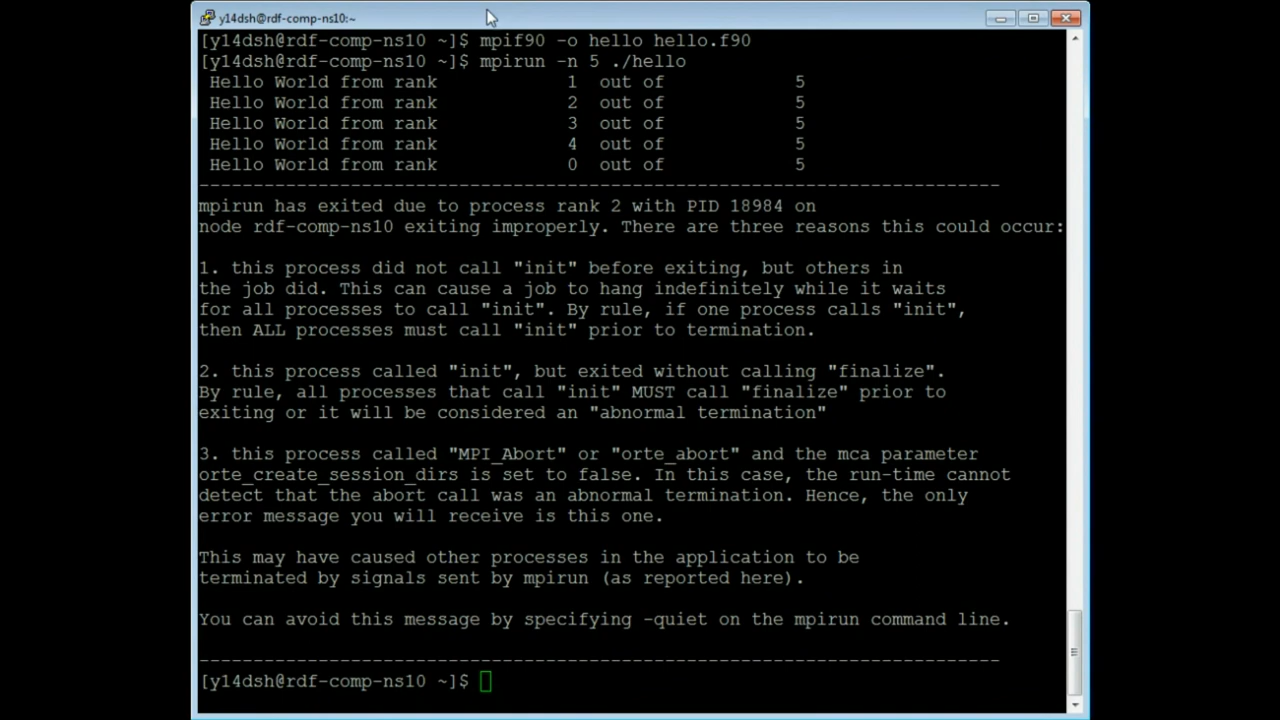 y14dsh@rdf-comp-ns10:~
[y14dsh@rdf-comp-ns10 ~]$ mpif90 -o hello hello.f90
[y14dsh@rdf-comp-ns10 ~]$ mpirun -n 5 ./hello
Hello World from rank 1 out of 5
Hello World from rank 2 out of 5
Hello World from rank 3 out of 5
Hello World from rank 4 out of 5
Hello World from rank 0 out of 5
--------------------------------------------------------------------------
mpirun has exited due to process rank 2 with PID 18984 on
node rdf-comp-ns10 exiting improperly. There are three reasons this could occur:
1. this process did not call "init" before exiting, but others in
the job did. This can cause a job to hang indefinitely while it waits
for all processes to call "init". By rule, if one process calls "init",
then ALL processes must call "init" prior to termination.
2. this process called "init", but exited without calling "finalize".
By rule, all processes that call "init" MUST call "finalize" prior to
exiting or it will be considered an "abnormal termination"
3. this process called "MPI_Abort" or "orte_abort" and the mca parameter
orte_create_session_dirs is set to false. In this case, the run-time cannot
detect that the abort call was an abnormal termination. Hence, the only
error message you will receive is this one.
This may have caused other processes in the application to be
terminated by signals sent by mpirun (as reported here).
You can avoid this message by specifying -quiet on the mpirun command line.
--------------------------------------------------------------------------
[y14dsh@rdf-comp-ns10 ~]$